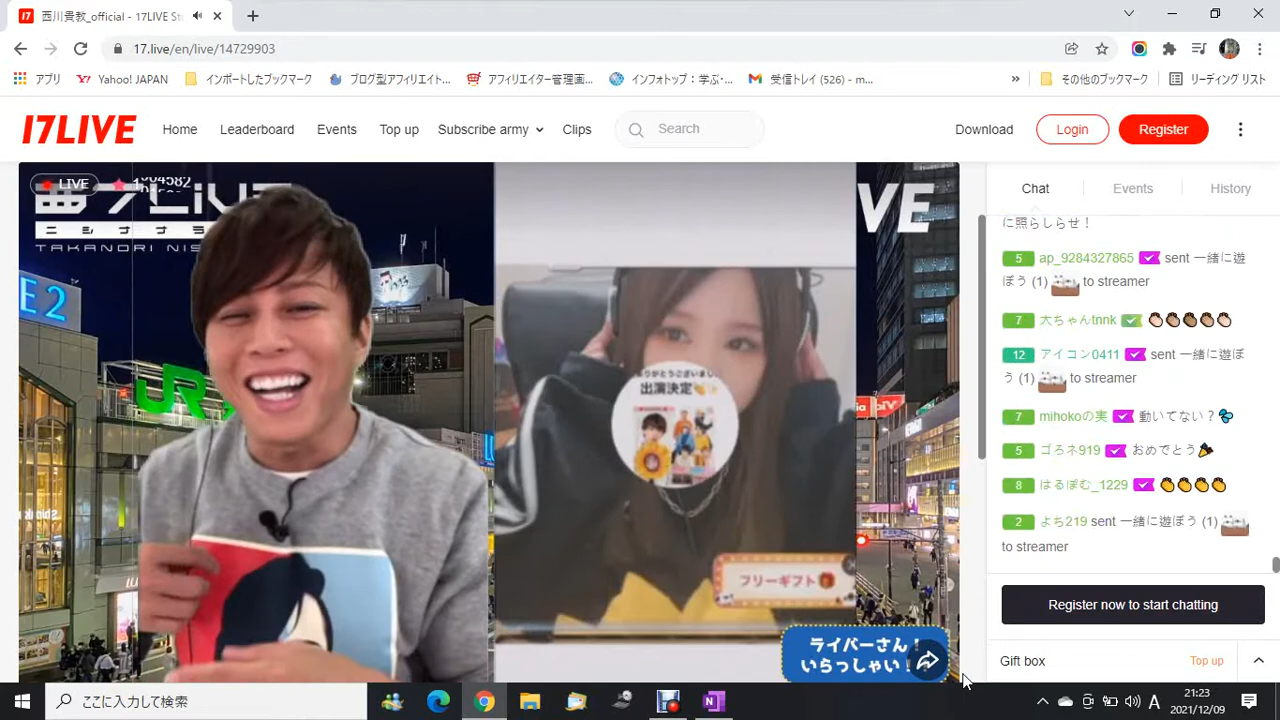 西川貴教_official - 17LIVE St
17.live/en/live/14729903
アプリ
Yahoo! JAPAN
インポートしたブックマーク
ブログ型アフィリエイト...
アフィリエイター管理画...
インフォトップ：学ぶ・...
受信トレイ (526) - m...
»
その他のブックマーク
リーディング リスト
17LIVE
Home
Leaderboard
Events
Top up
Subscribe army
Clips
Search
Download
Login
Register
LIVE
TAKANORI NIS
VE
E 2
JR
出演決定
フリーギフト
ライバーさん！
いらっしゃい！
Chat
Events
History
に照らしらせ！
5 ap_9284327865 sent 一緒に遊
ぼう (1) to streamer
7 大ちゃんtnnk 👏🏻👏🏽👏🏾👏🏽👏🏻
12 アイコン0411 sent 一緒に遊ぼ
う (1) to streamer
7 mihokoの実 動いてない？💦
5 ゴろネ919 おめでとう🎉
8 はるぽむ_1229 👏👏👏👏
2 よち219 sent 一緒に遊ぼう (1)
to streamer
Register now to start chatting
Gift box
Top up
ここに入力して検索
A
21:23
2021/12/09